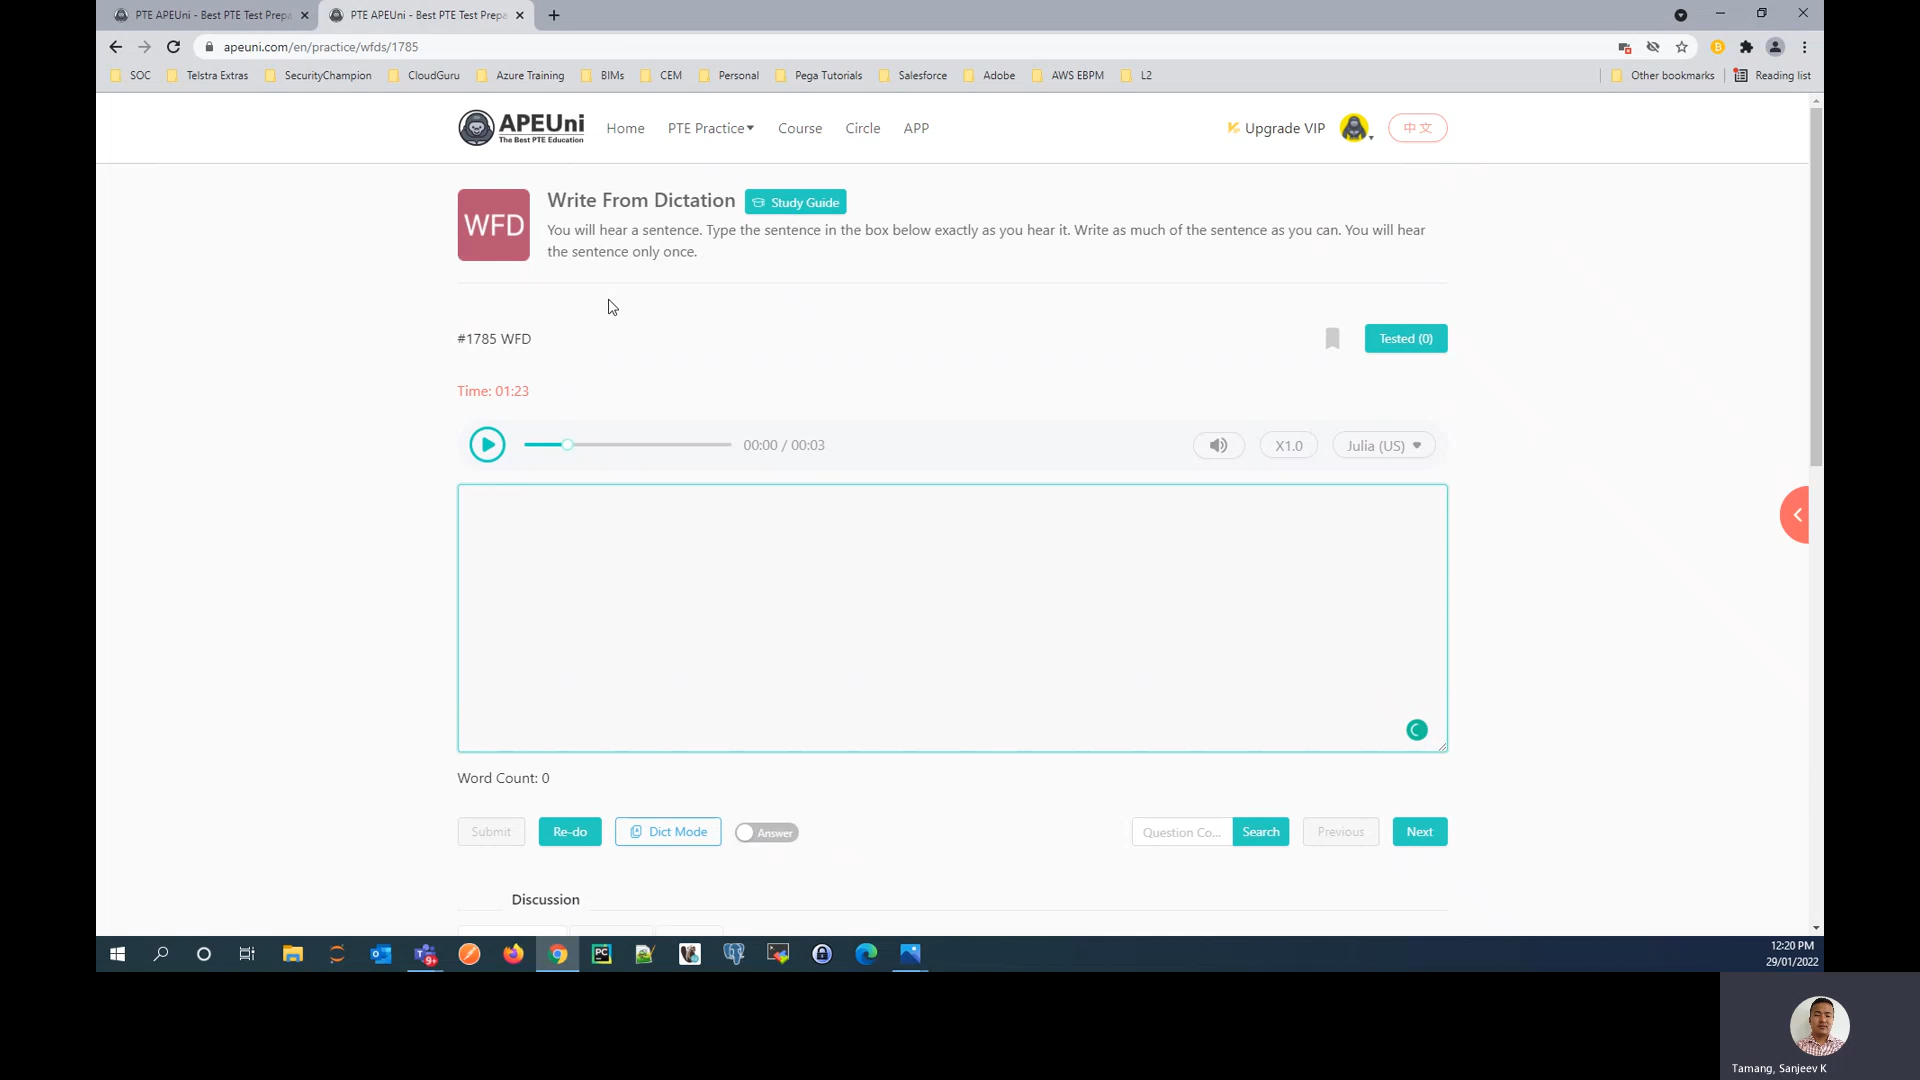 PTE APEUni - Best PTE Test Prepa
PTE APEUni - Best PTE Test Prepa
apeuni.com/en/practice/wfds/1785
SOC
Telstra Extras
SecurityChampion
CloudGuru
Azure Training
BIMs
CEM
Personal
Pega Tutorials
Salesforce
Adobe
AWS EBPM
L2
Other bookmarks
Reading list
APEUni
The Best PTE Education
Home
PTE Practice
Course
Circle
APP
Upgrade VIP
中文
WFD
Write From Dictation
Study Guide
You will hear a sentence. Type the sentence in the box below exactly as you hear it. Write as much of the sentence as you can. You will hear
the sentence only once.
#1785 WFD
Tested (0)
Time: 01:23
00:00 / 00:03
X1.0
Julia (US)
Word Count: 0
Submit
Re-do
Dict Mode
Answer
Question Co...
Search
Previous
Next
Discussion
9+
PC
12:20 PM
29/01/2022
Tamang, Sanjeev K